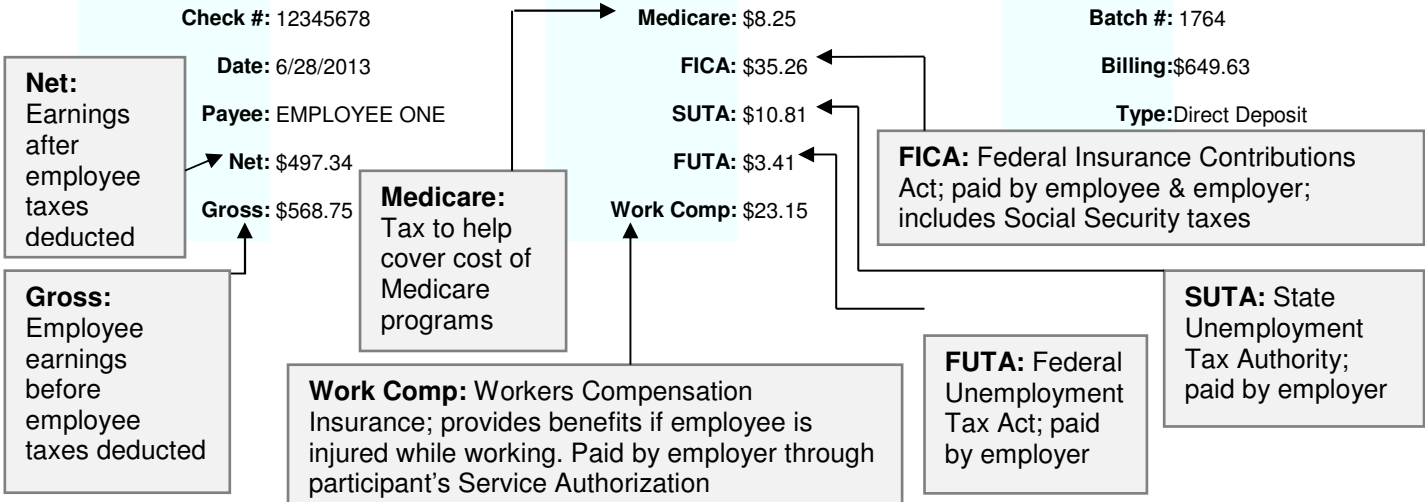 Check #: 12345678
Date: 6/28/2013
Payee: EMPLOYEE ONE
Net: $497.34
Gross: $568.75
Medicare: $8.25
FICA: $35.26
SUTA: $10.81
FUTA: $3.41
Work Comp: $23.15
Batch #: 1764
Billing:$649.63
Type:Direct Deposit
Net:
Earnings
after
employee
taxes
deducted
Gross:
Employee
earnings
before
employee
taxes deducted
Medicare:
Tax to help
cover cost of
Medicare
programs
Work Comp: Workers Compensation
Insurance; provides benefits if employee is
injured while working. Paid by employer through
participant's Service Authorization
FICA: Federal Insurance Contributions
Act; paid by employee & employer;
includes Social Security taxes
FUTA: Federal
Unemployment
Tax Act; paid
by employer
SUTA: State
Unemployment
Tax Authority;
paid by employer